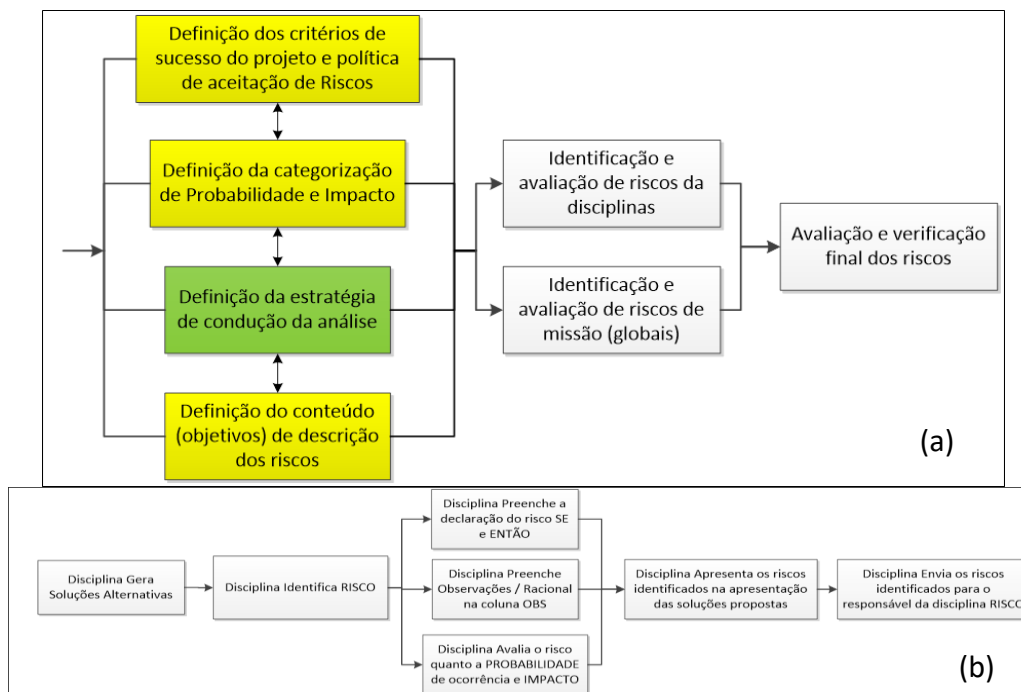 Definição dos critérios de
sucesso do projeto e política
de aceitação de Riscos
Definição da categorização
de Probabilidade e Impacto
Definição da estratégia
de condução da análise
Definição do conteúdo
(objetivos) de descrição
dos riscos
Identificação e
avaliação de riscos da
disciplinas
Identificação e
avaliação de riscos de
missão (globais)
Avaliação e verificação
final dos riscos
(a)
Disciplina Gera
Soluções Alternativas
Disciplina Identifica RISCO
Disciplina Preenche a
declaração do risco SE
e ENTÃO
Disciplina Preenche
Observações / Racional
na coluna OBS
Disciplina Avalia o risco
quanto a PROBABILIDADE
de ocorrência e IMPACTO
Disciplina Apresenta os riscos
identificados na apresentação
das soluções propostas
Disciplina Envia os riscos
identificados para o
responsável da disciplina RISCO
(b)